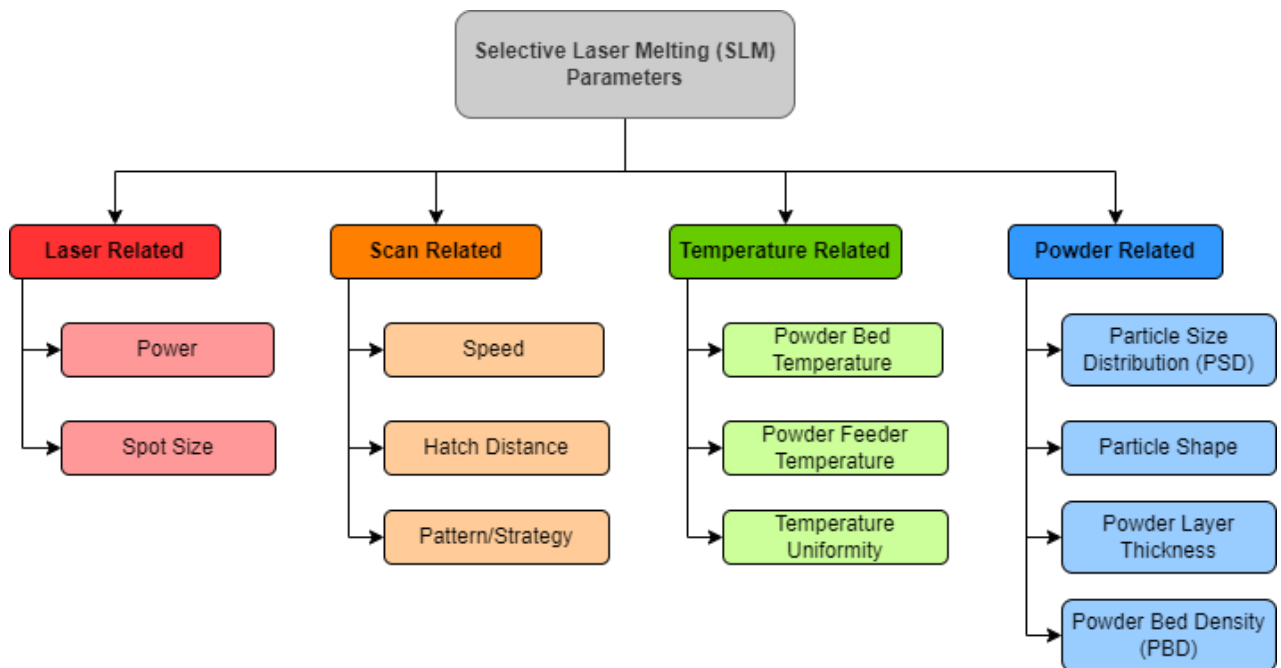 Selective Laser Melting (SLM)
Parameters
Laser Related
Scan Related
Temperature Related
Powder Related
Power
Spot Size
Speed
Hatch Distance
Pattern/Strategy
Powder Bed
Temperature
Powder Feeder
Temperature
Temperature
Uniformity
Particle Size
Distribution (PSD)
Particle Shape
Powder Layer
Thickness
Powder Bed Density
(PBD)